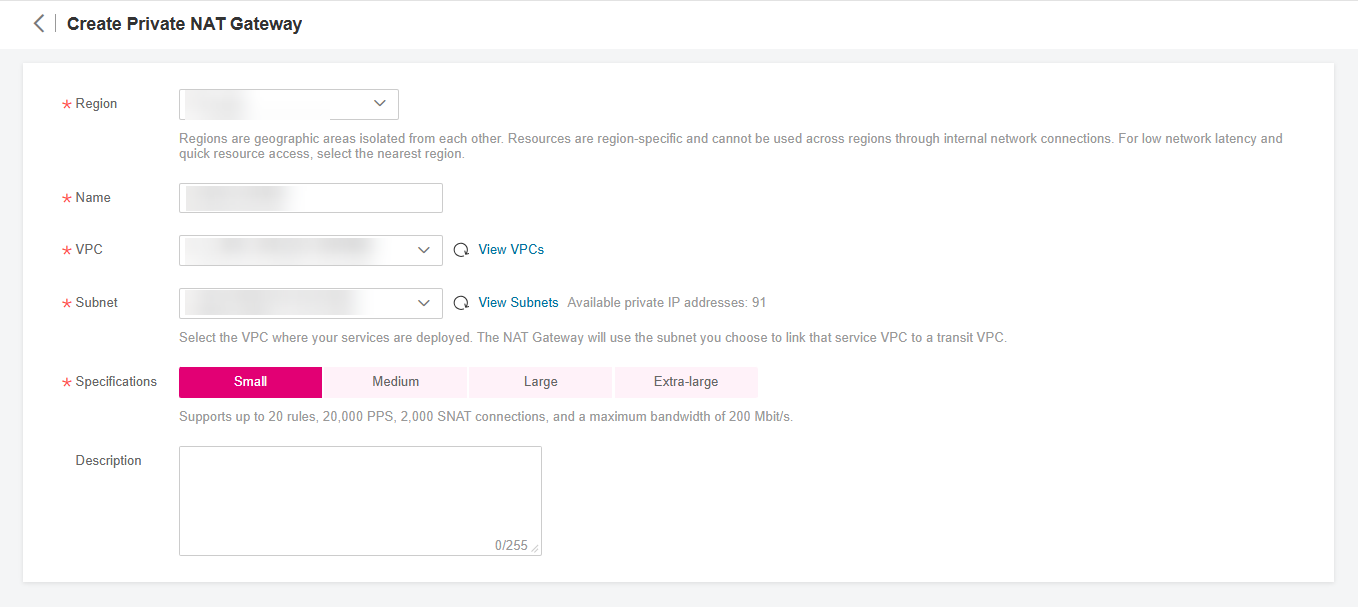 Create Private NAT Gateway
* Region
Regions are geographic areas isolated from each other. Resources are region-specific and cannot be used across regions through internal network connections. For low network latency and
quick resource access, select the nearest region.
* Name
* VPC View VPCs
* Subnet View Subnets Available private IP addresses: 91
Select the VPC where your services are deployed. The NAT Gateway will use the subnet you choose to link that service VPC to a transit VPC.
* Specifications Small Medium Large Extra-large
Supports up to 20 rules, 20,000 PPS, 2,000 SNAT connections, and a maximum bandwidth of 200 Mbit/s.
Description
0/255